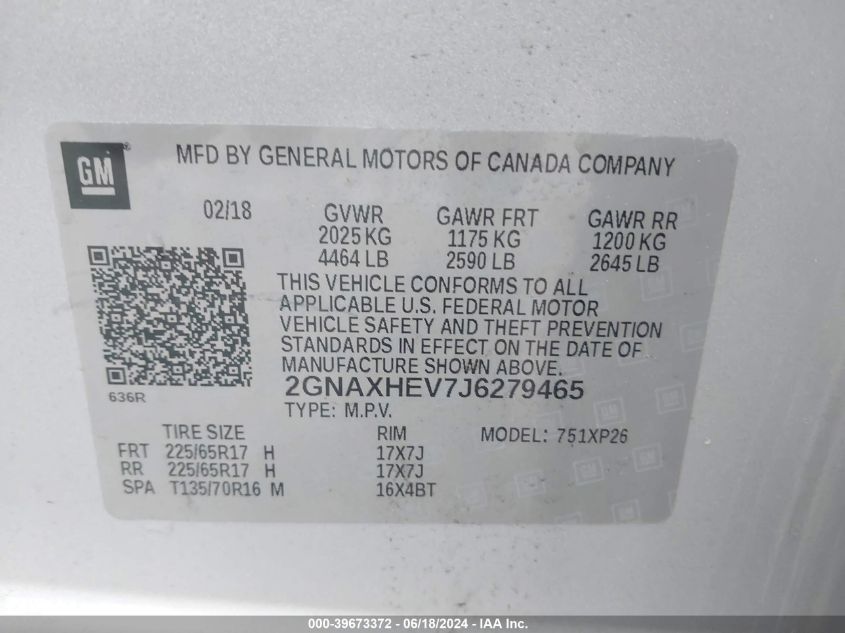 GM®
MFD BY GENERAL MOTORS OF CANADA COMPANY
02/18 GVWR GAWR FRT GAWR RR
2025 KG 1175 KG 1200 KG
4464 LB 2590 LB 2645 LB
THIS VEHICLE CONFORMS TO ALL
APPLICABLE U.S. FEDERAL MOTOR
VEHICLE SAFETY AND THEFT PREVENTION
STANDARDS IN EFFECT ON THE DATE OF
MANUFACTURE SHOWN ABOVE.
2GNAXHEV7J6279465
636R
TYPE: M.P.V.
TIRE SIZE RIM MODEL: 751XP26
FRT 225/65R17 H 17X7J
RR 225/65R17 H 17X7J
SPA T135/70R16 M 16X4BT
000-39673372 - 06/18/2024 - IAA Inc.